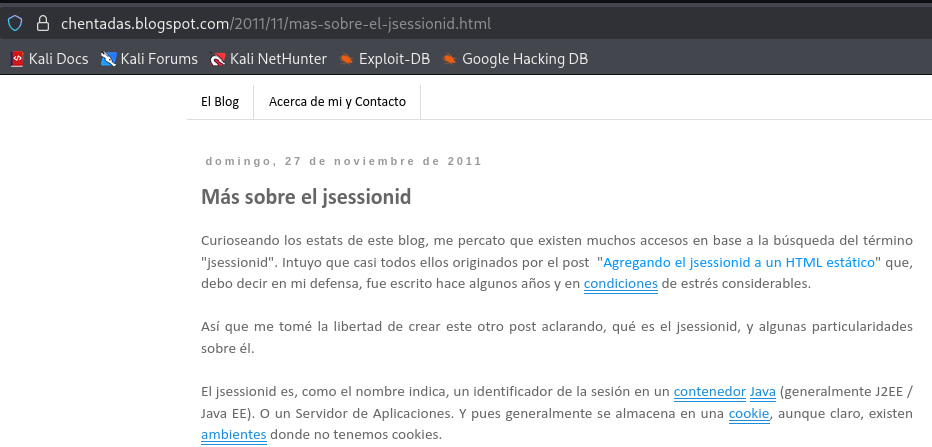 chentadas.blogspot.com/2011/11/mas-sobre-el-jsessionid.html
Kali Docs Kali Forums Kali NetHunter Exploit-DB Google Hacking DB
El Blog Acerca de mi y Contacto
domingo, 27 de noviembre de 2011
Más sobre el jsessionid
Curioseando los estats de este blog, me percato que existen muchos accesos en base a la búsqueda del término
"jsessionid". Intuyo que casi todos ellos originados por el post "Agregando el jsessionid a un HTML estático" que,
debo decir en mi defensa, fue escrito hace algunos años y en condiciones de estrés considerables.
Así que me tomé la libertad de crear este otro post aclarando, qué es el jsessionid, y algunas particularidades
sobre él.
El jsessionid es, como el nombre indica, un identificador de la sesión en un contenedor Java (generalmente J2EE /
Java EE). O un Servidor de Aplicaciones. Y pues generalmente se almacena en una cookie, aunque claro, existen
ambientes donde no tenemos cookies.